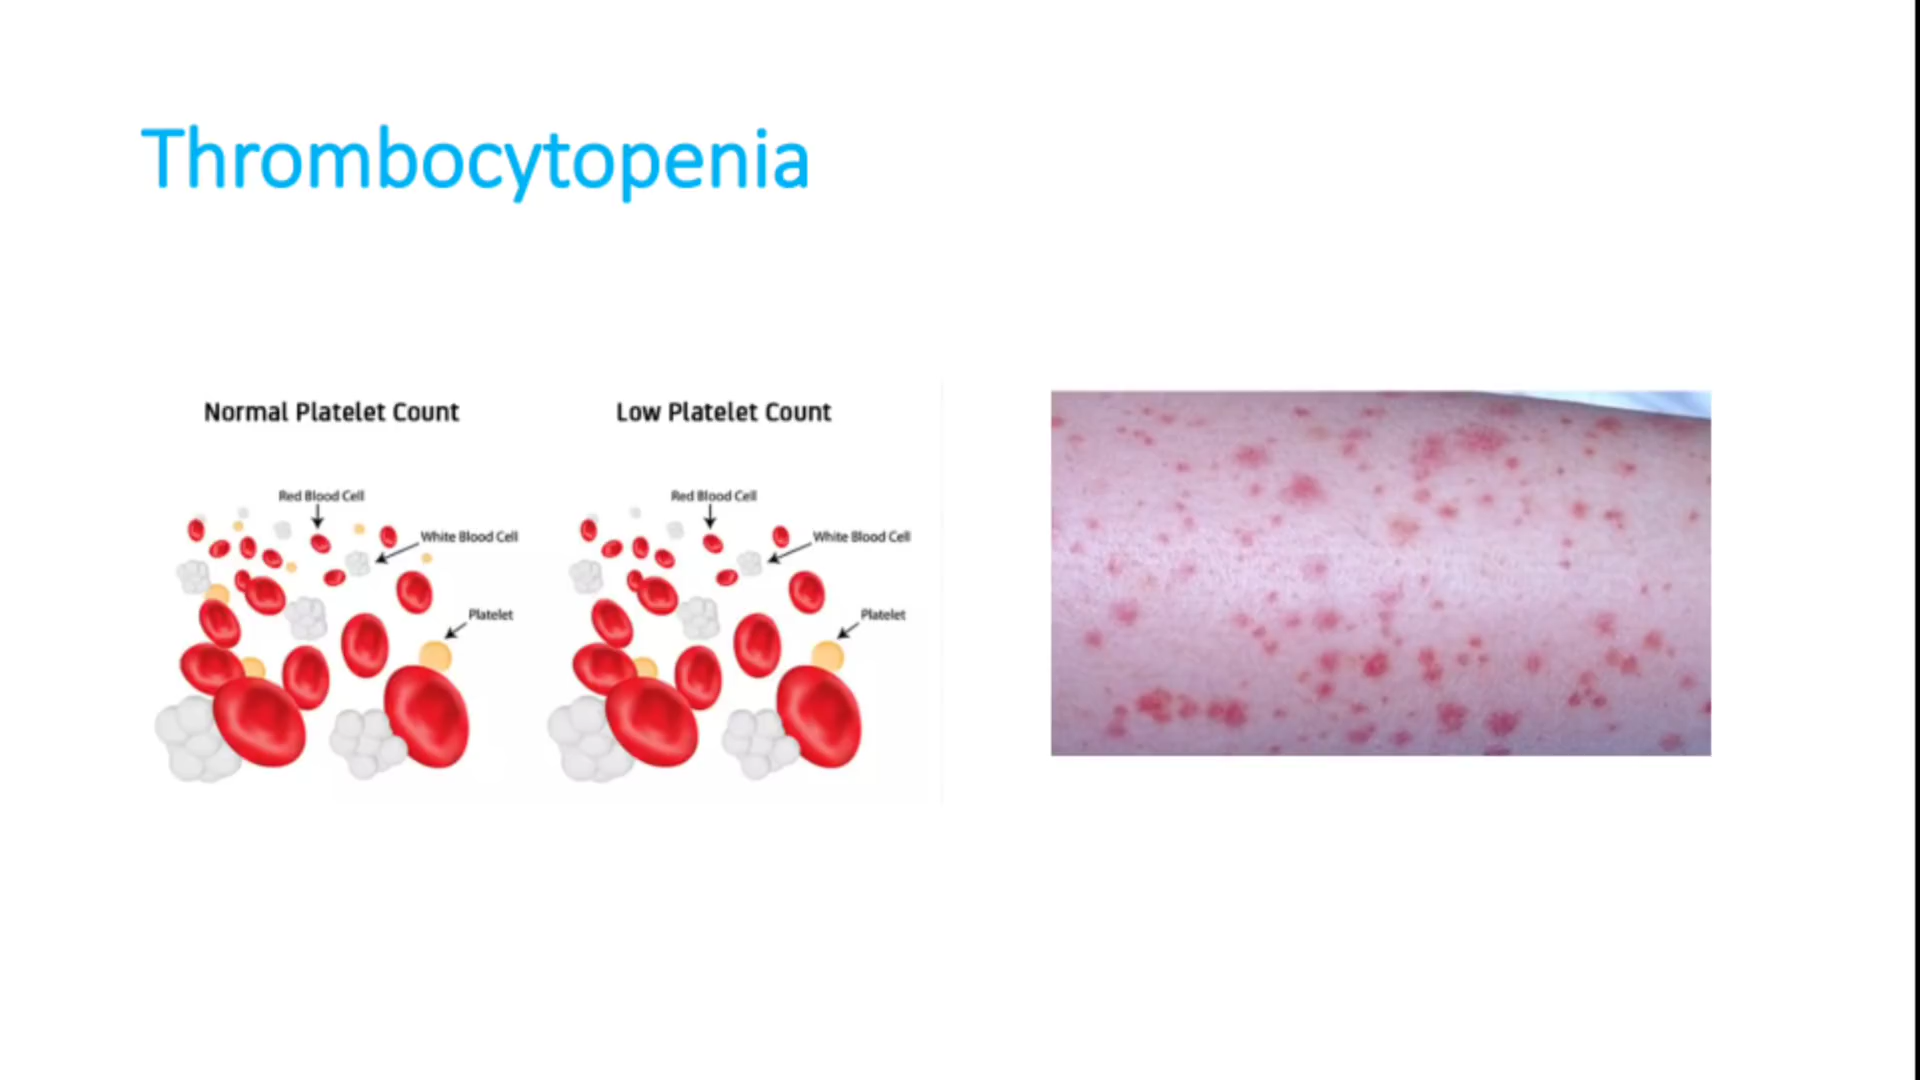 Thrombocytopenia
Normal Platelet Count
Red Blood Cell
White Blood Cell
Platelet
Low Platelet Count
Red Blood Cell
White Blood Cell
Platelet